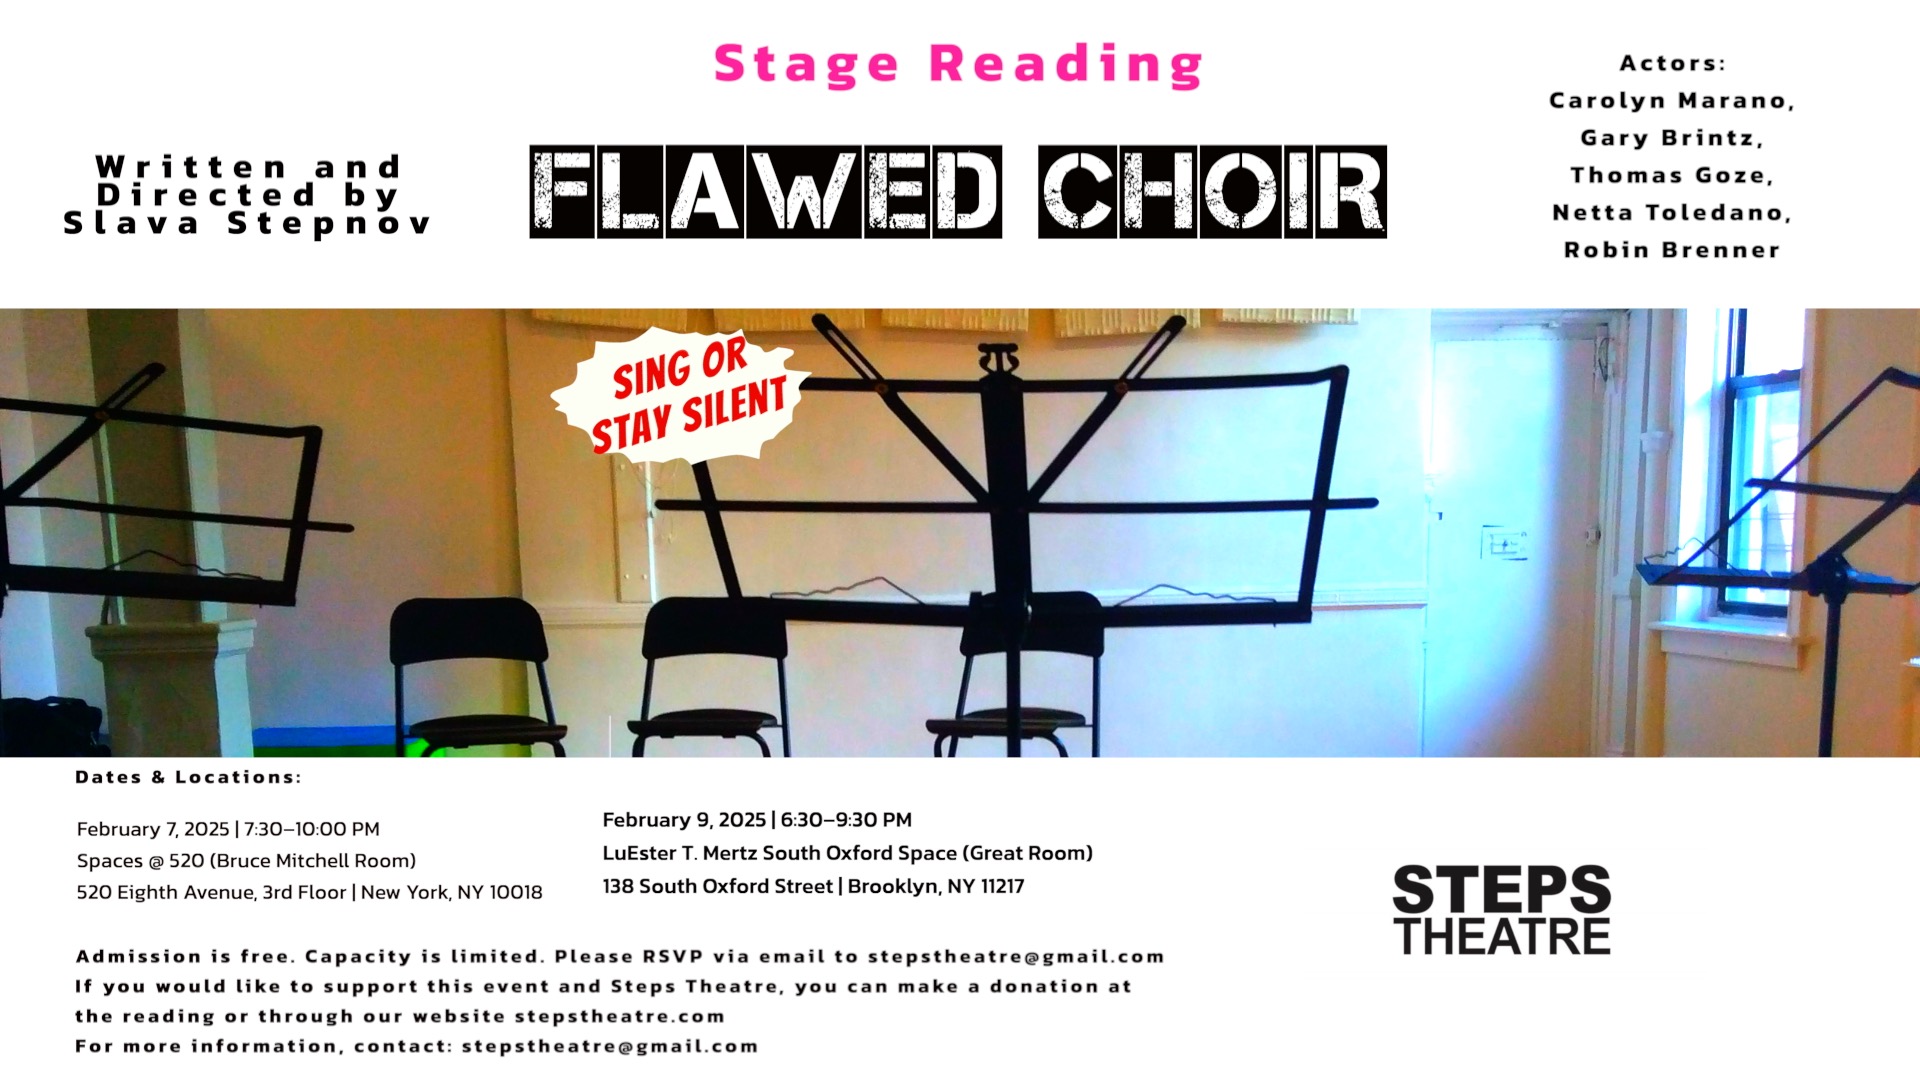 Stage Reading
Written and
Directed by
Slava Stepnov
FLAWED CHOIR
Actors:
Carolyn Marano,
Gary Brintz,
Thomas Goze,
Netta Toledano,
Robin Brenner
SING OR
STAY SILENT
Dates & Locations:
February 7, 2025 | 7:30–10:00 PM
Spaces @ 520 (Bruce Mitchell Room)
520 Eighth Avenue, 3rd Floor | New York, NY 10018
February 9, 2025 | 6:30–9:30 PM
LuEster T. Mertz South Oxford Space (Great Room)
138 South Oxford Street | Brooklyn, NY 11217
Admission is free. Capacity is limited. Please RSVP via email to stepstheatre@gmail.com
If you would like to support this event and Steps Theatre, you can make a donation at
the reading or through our website stepstheatre.com
For more information, contact: stepstheatre@gmail.com
STEPS
THEATRE